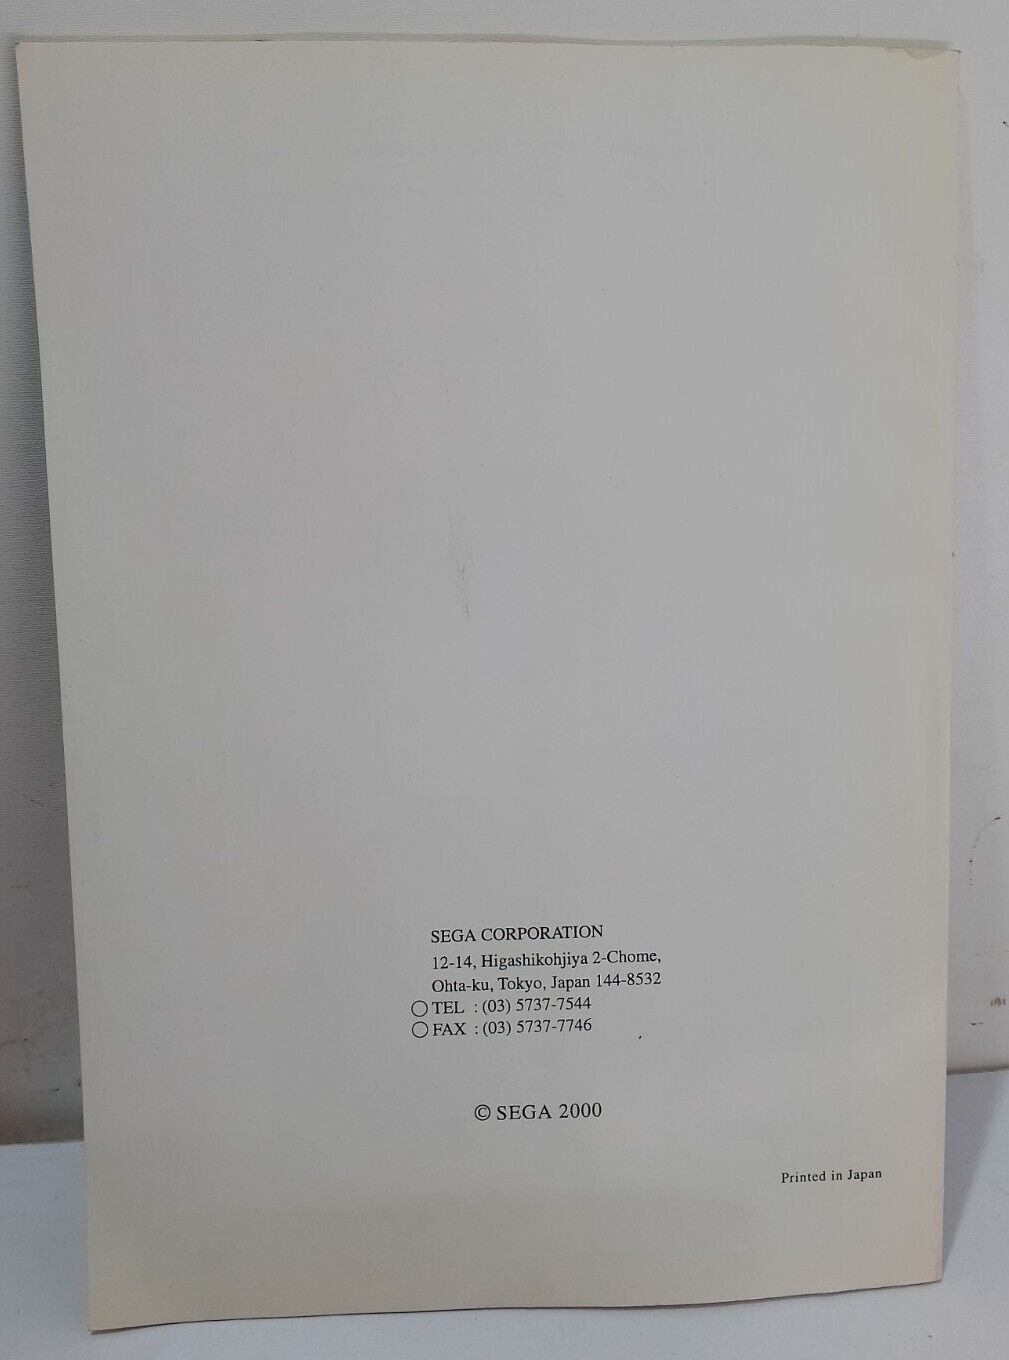 SEGA CORPORATION
12-14, Higashikohjiya 2-Chome,
Ohta-ku, Tokyo, Japan 144-8532
○TEL : (03) 5737-7544
○FAX : (03) 5737-7746
© SEGA 2000
Printed in Japan